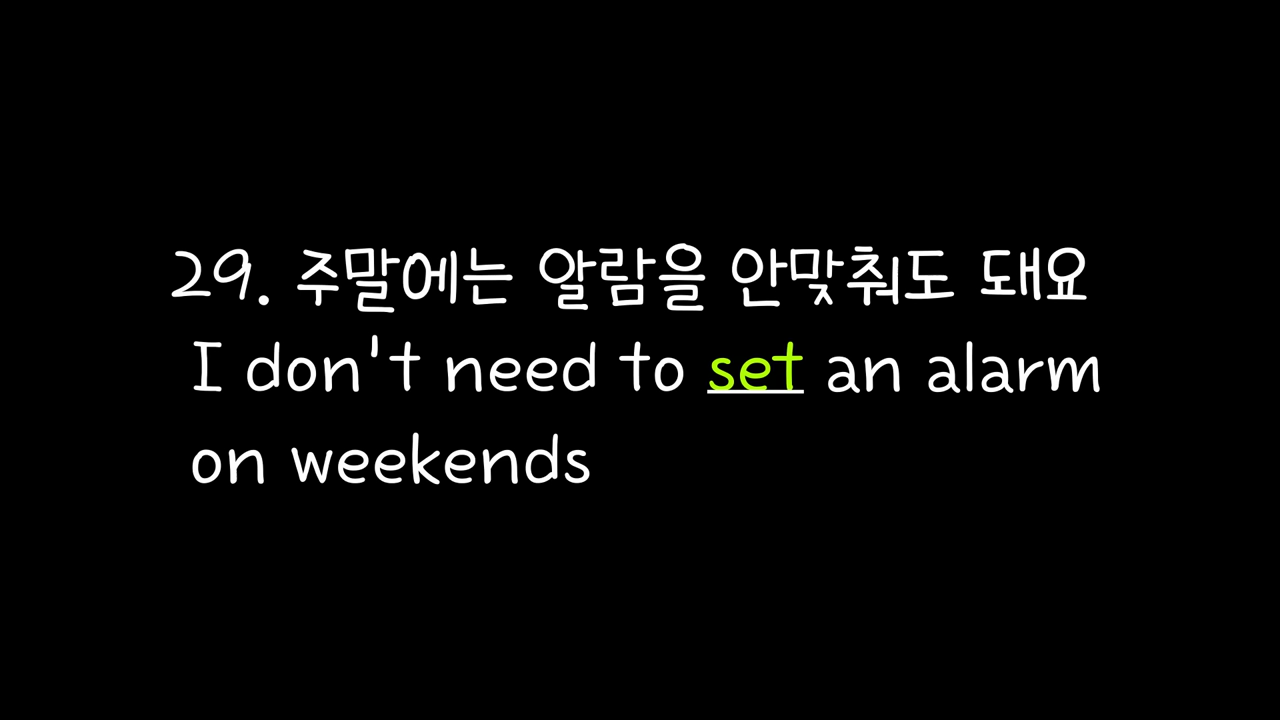 29. 주말에는 알람을 안맞춰도 돼요
I don't need to set an alarm
on weekends